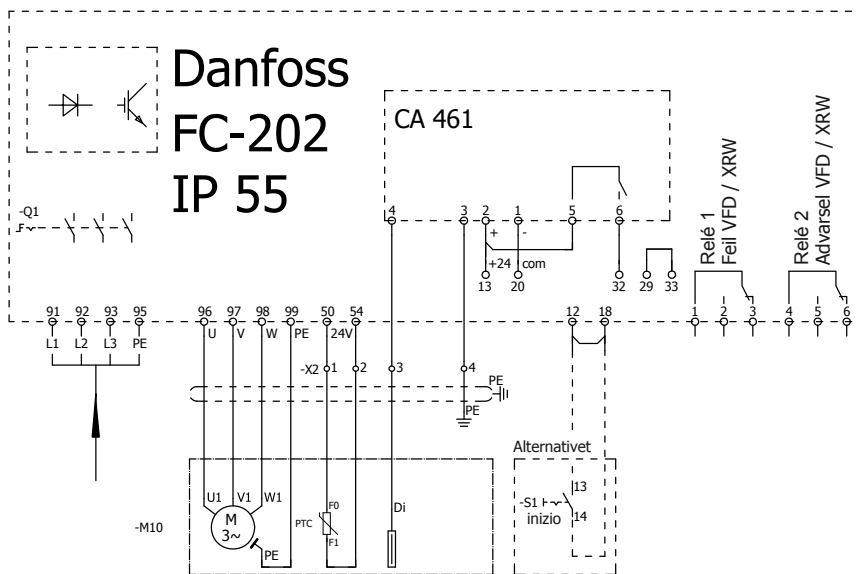 Danfoss
FC-202
IP 55
CA 461
-Q1
4 3 2 1 5 6
+ -
+24 com
13 20 32 29 33
Relé 1
Feil VFD / XRW
Relé 2
Advarsel VFD / XRW
91 92 93 95 96 97 98 99 50 54 12 18 1 2 3 4 5 6
L1 L2 L3 PE U V W PE 24V
-X2 1 2 3 4
PE
PE
Alternativet
-M10
U1 V1 W1
M
3~
PE
PTC
F0
F1
Di
-S1
inizio
13
14